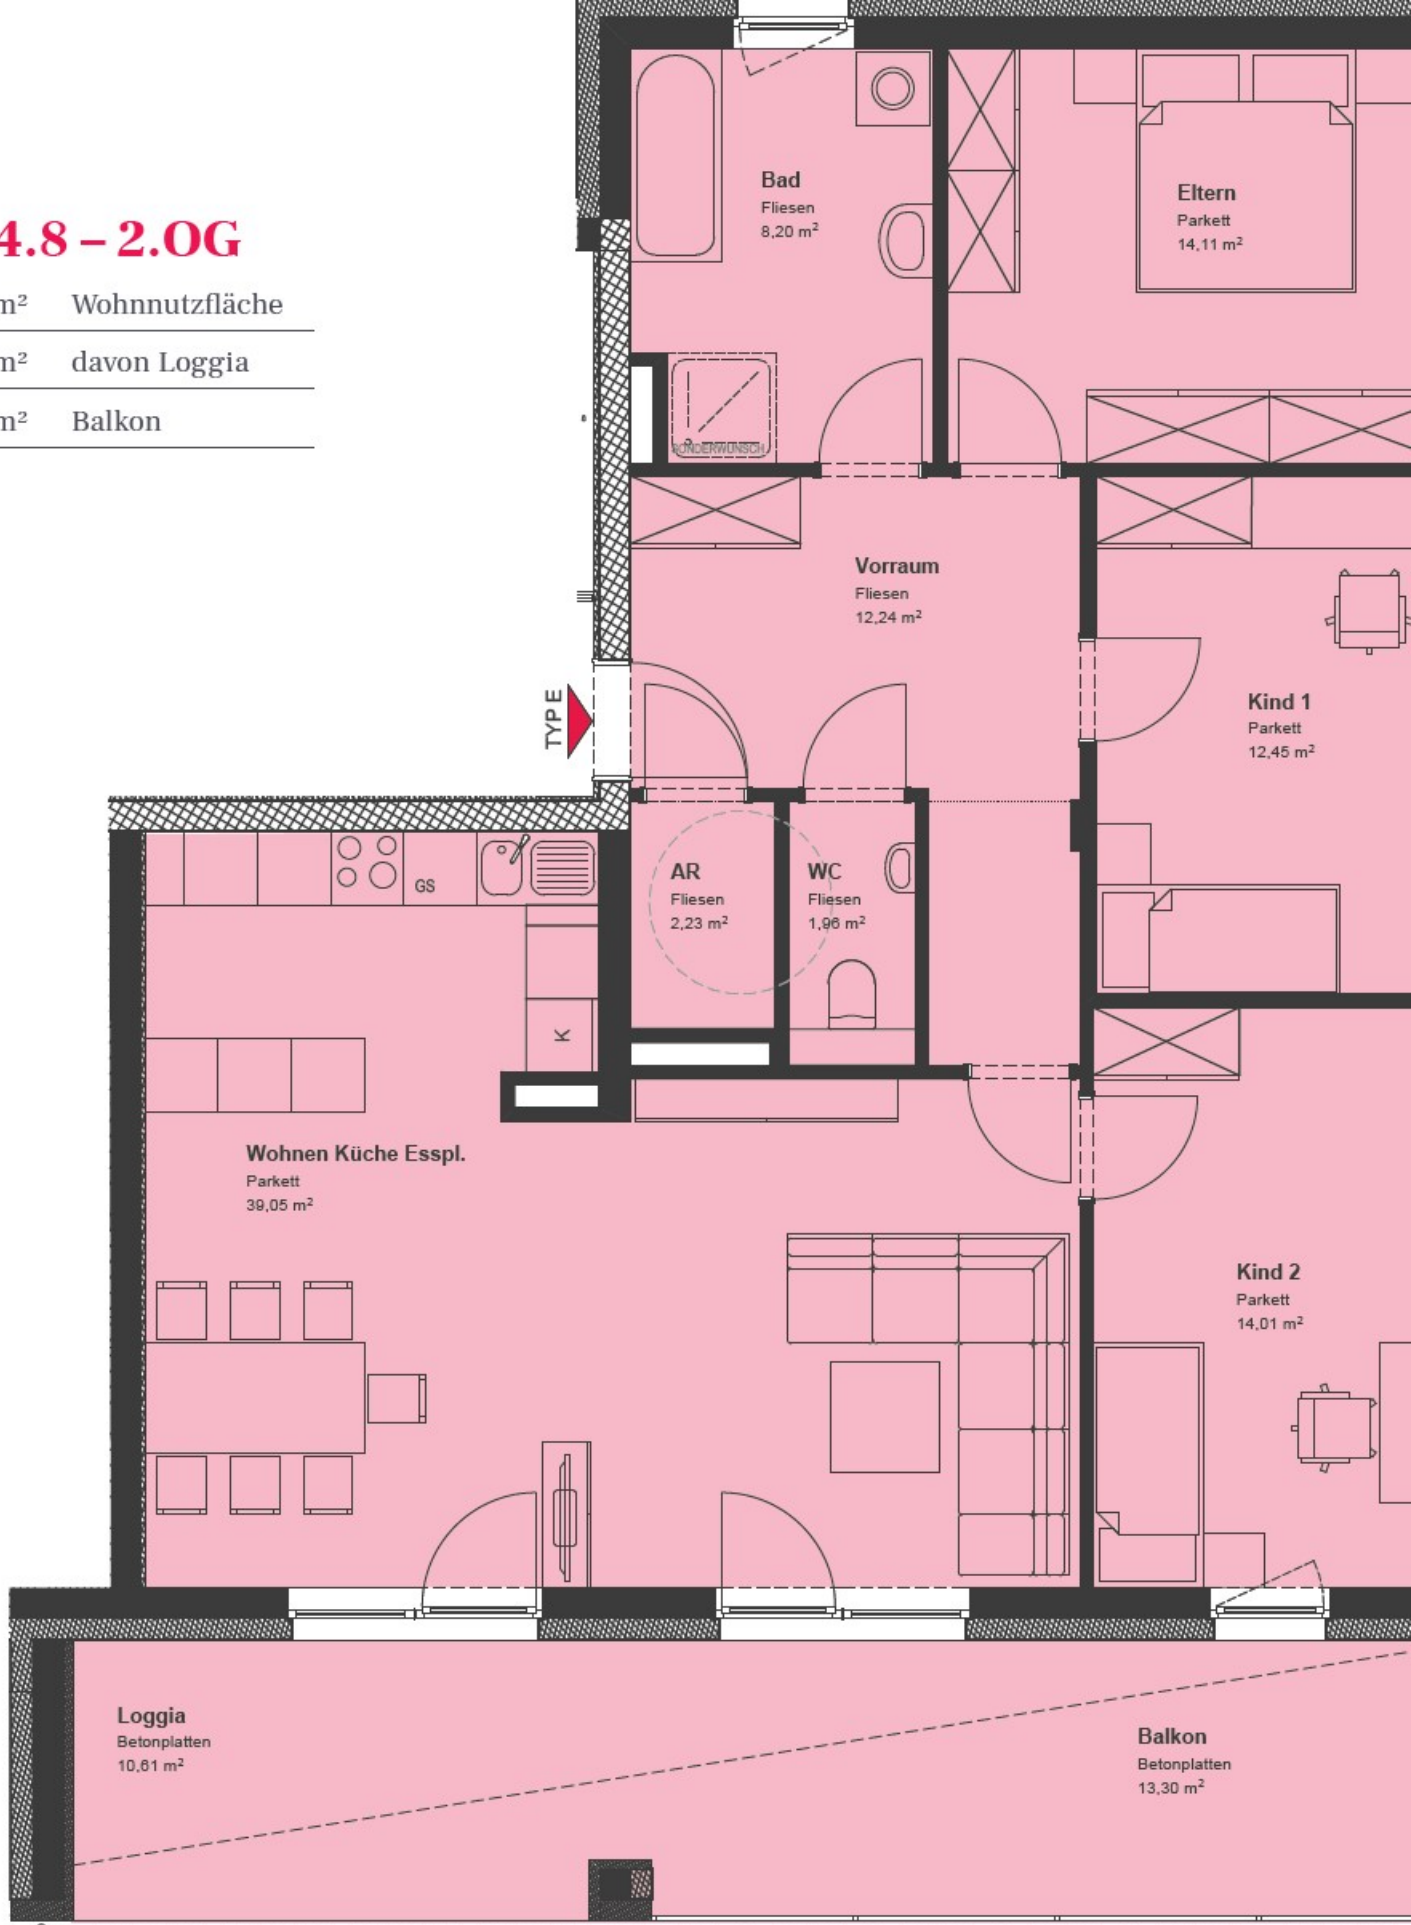 4.8 – 2.OG
m² Wohnnutzfläche
m² davon Loggia
m² Balkon
Bad
Fliesen
8,20 m²
Eltern
Parkett
14,11 m²
SONDERWUNSCH
Vorraum
Fliesen
12,24 m²
TYP E
Kind 1
Parkett
12,45 m²
GS
AR
Fliesen
2,23 m²
WC
Fliesen
1,96 m²
K
Wohnen Küche Esspl.
Parkett
39,05 m²
Kind 2
Parkett
14,01 m²
Loggia
Betonplatten
10,61 m²
Balkon
Betonplatten
13,30 m²